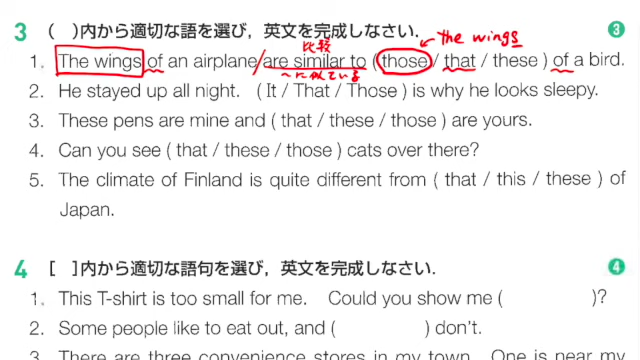 3 ( )内から適切な語を選び，英文を完成しなさい． 3
比較
the wings
1. The wings of an airplane are similar to ( those / that / these ) of a bird.
〜に似ている
2. He stayed up all night. ( It / That / Those ) is why he looks sleepy.
3. These pens are mine and ( that / these / those ) are yours.
4. Can you see ( that / these / those ) cats over there?
5. The climate of Finland is quite different from ( that / this / these ) of
Japan.
4 [ ]内から適切な語句を選び，英文を完成しなさい． 4
1. This T-shirt is too small for me. Could you show me ( )?
2. Some people like to eat out, and ( ) don't.
3. There are three convenience stores in my town. One is near my